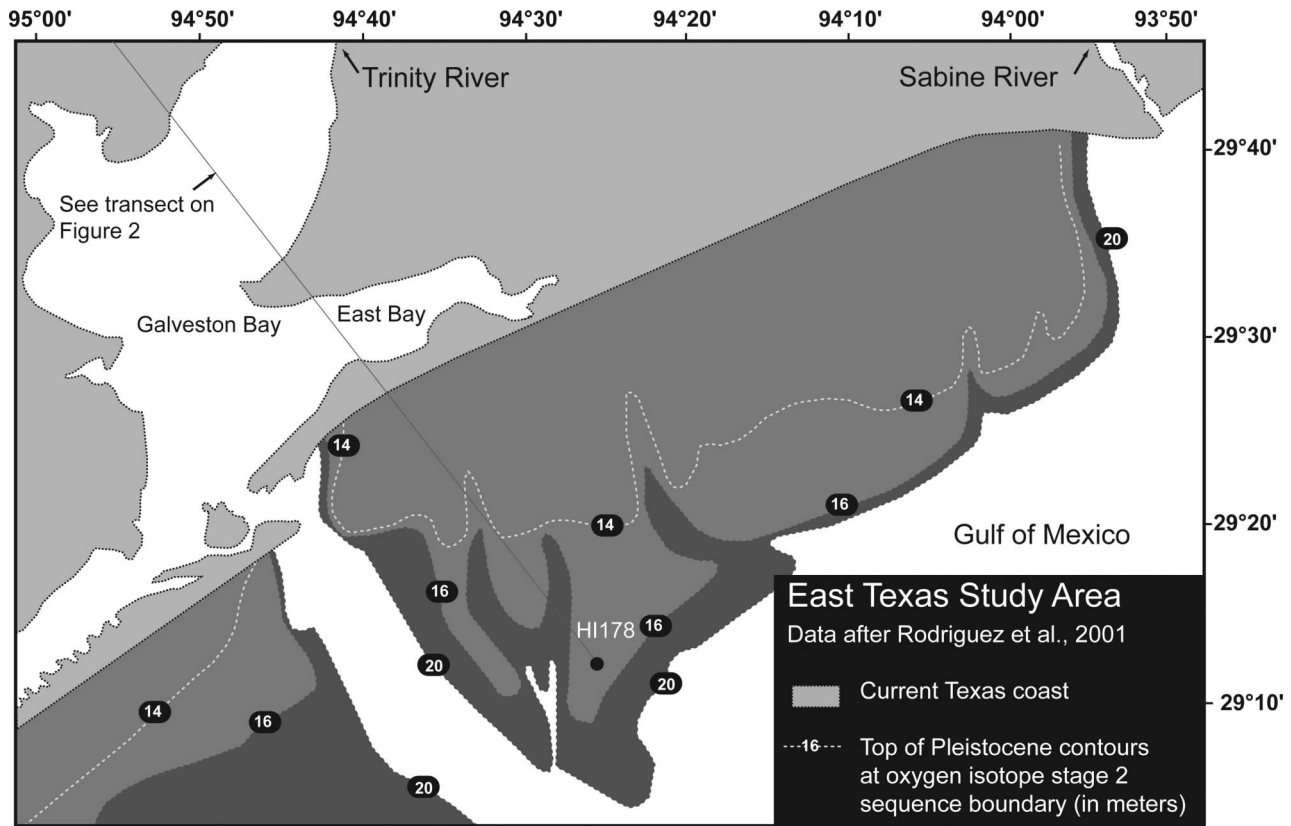 95°00' 94°50' 94°40' 94°30' 94°20' 94°10' 94°00' 93°50'
Trinity River
Sabine River
29°40'
See transect on
Figure 2
20
Galveston Bay
East Bay
29°30'
14
14
16
14
29°20'
Gulf of Mexico
16
HI178
16
20
20
29°10'
14
16
20
East Texas Study Area
Data after Rodriguez et al., 2001
Current Texas coast
16
Top of Pleistocene contours
at oxygen isotope stage 2
sequence boundary (in meters)